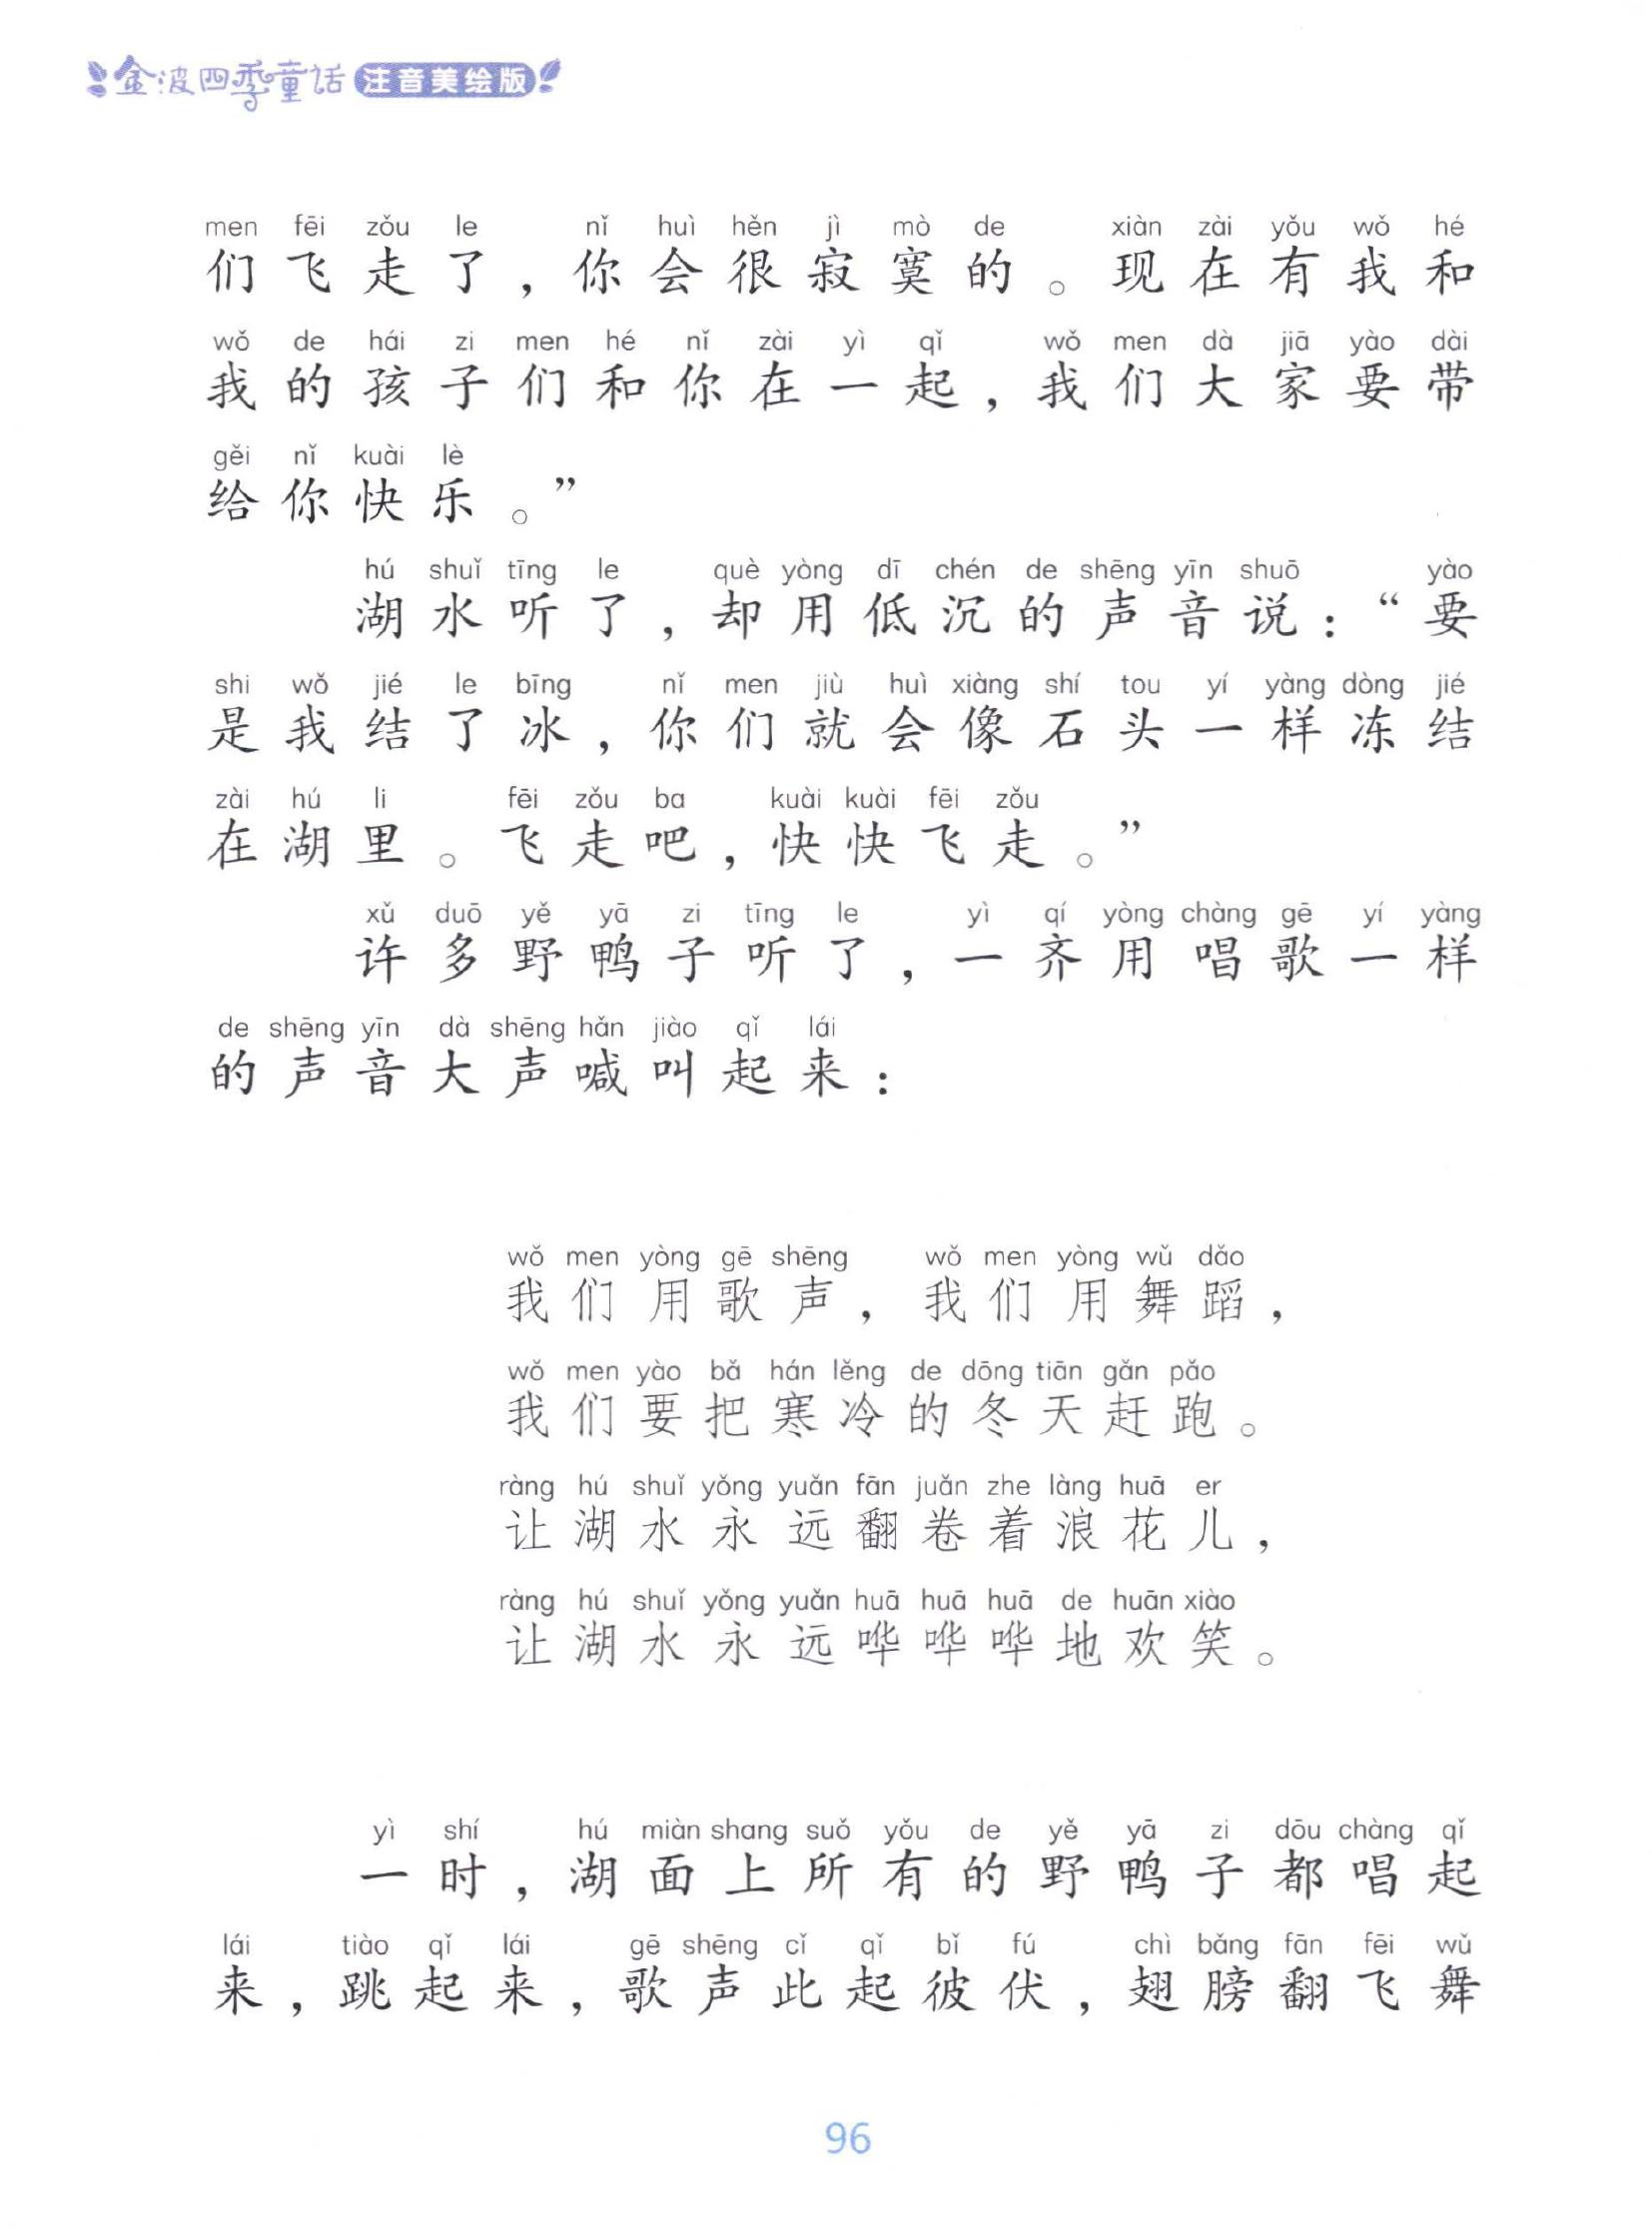 金波四季童话 注音美绘版
men fēi zǒu le nǐ huì hěn jì mò de xiàn zài yǒu wǒ hé
们飞走了，你会很寂寞的。现在有我和
wǒ de hái zi men hé nǐ zài yì qǐ wǒ men dà jiā yào dài
我的孩子们和你在一起，我们大家要带
gěi nǐ kuài lè
给你快乐。”
hú shuǐ tīng le què yòng dī chén de shēng yīn shuō yào
湖水听了，却用低沉的声音说：“要
shi wǒ jié le bīng nǐ men jiù huì xiàng shí tou yí yàng dòng jié
是我结了冰，你们就会像石头一样冻结
zài hú li fēi zǒu ba kuài kuài fēi zǒu
在湖里。飞走吧，快快飞走。”
xǔ duō yě yā zi tīng le yì qí yòng chàng gē yí yàng
许多野鸭子听了，一齐用唱歌一样
de shēng yīn dà shēng hǎn jiào qǐ lái
的声音大声喊叫起来：
wǒ men yòng gē shēng wǒ men yòng wǔ dǎo
我们用歌声，我们用舞蹈，
wǒ men yào bǎ hán lěng de dōng tiān gǎn pǎo
我们要把寒冷的冬天赶跑。
ràng hú shuǐ yǒng yuǎn fān juǎn zhe làng huā er
让湖水永远翻卷着浪花儿，
ràng hú shuǐ yǒng yuǎn huā huā huā de huān xiào
让湖水永远哗哗哗地欢笑。
yì shí hú miàn shang suǒ yǒu de yě yā zi dōu chàng qǐ
一时，湖面上所有的野鸭子都唱起
lái tiào qǐ lái gē shēng cǐ qǐ bǐ fú chì bǎng fān fēi wǔ
来，跳起来，歌声此起彼伏，翅膀翻飞舞
96